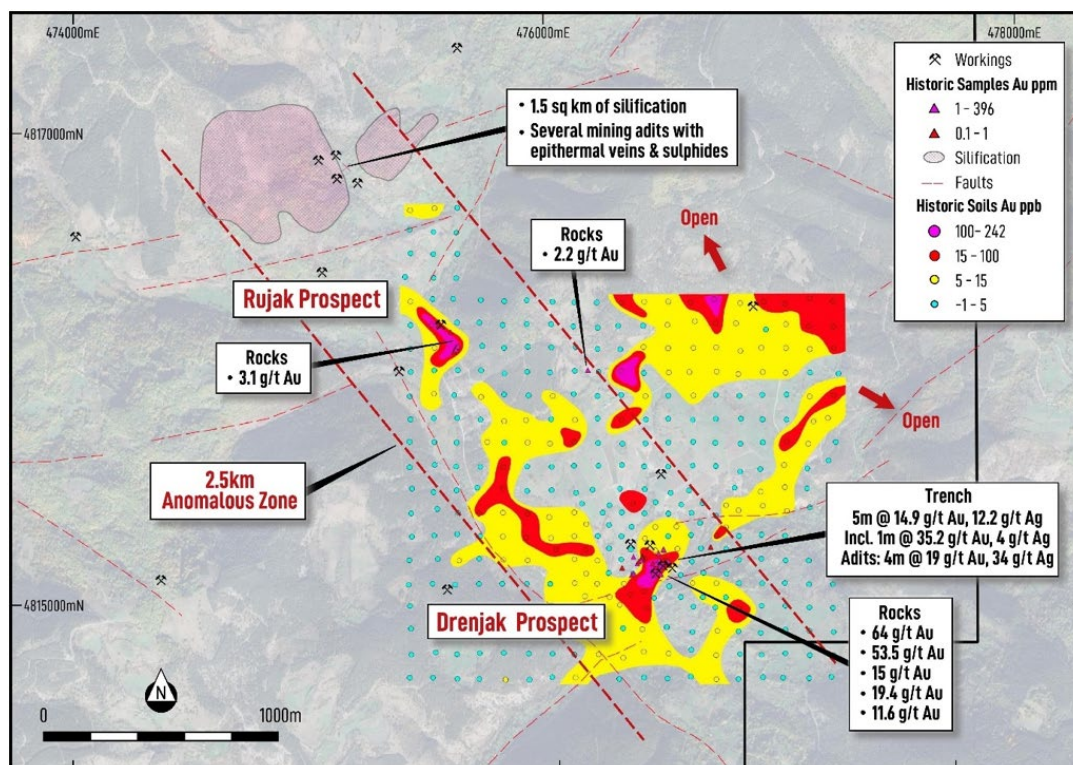 474000mE
476000mE
478000mE
4817000mN
4815000mN
Workings
Historic Samples Au ppm
1 - 396
0.1 - 1
Silification
Faults
Historic Soils Au ppb
100 - 242
15 - 100
5 - 15
-1 - 5
• 1.5 sq km of silification
• Several mining adits with
epithermal veins & sulphides
Open
Rocks
• 2.2 g/t Au
Rujak Prospect
Rocks
• 3.1 g/t Au
Open
2.5km
Anomalous Zone
Trench
5m @ 14.9 g/t Au, 12.2 g/t Ag
Incl. 1m @ 35.2 g/t Au, 4 g/t Ag
Adits: 4m @ 19 g/t Au, 34 g/t Ag
Drenjak Prospect
Rocks
• 64 g/t Au
• 53.5 g/t Au
• 15 g/t Au
• 19.4 g/t Au
• 11.6 g/t Au
N
0
1000m